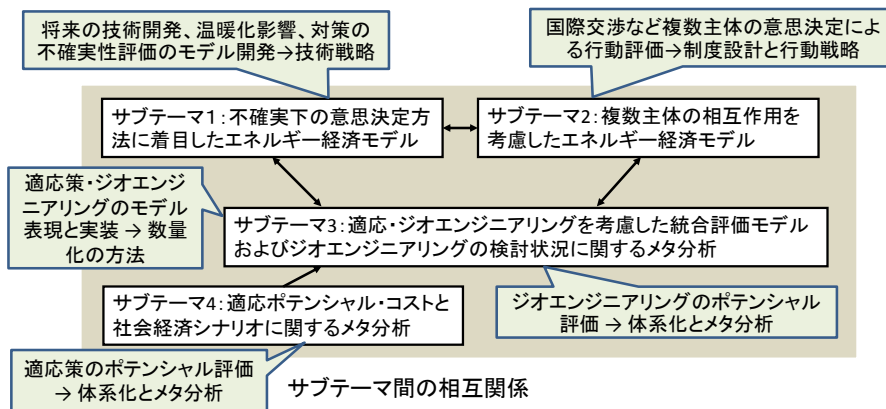 将来の技術開発、温暖化影響、対策の
不確実性評価のモデル開発→技術戦略
国際交渉など複数主体の意思決定によ
る行動評価→制度設計と行動戦略
サブテーマ1:不確実下の意思決定方
法に着目したエネルギー経済モデル
サブテーマ2:複数主体の相互作用を
考慮したエネルギー経済モデル
適応策・ジオエンジ
ニアリングのモデル
表現と実装 → 数量
化の方法
サブテーマ3:適応・ジオエンジニアリングを考慮した統合評価モデル
およびジオエンジニアリングの検討状況に関するメタ分析
サブテーマ4:適応ポテンシャル・コストと
社会経済シナリオに関するメタ分析
ジオエンジニアリングのポテンシャル
評価 → 体系化とメタ分析
適応策のポテンシャル評価
→ 体系化とメタ分析
サブテーマ間の相互関係